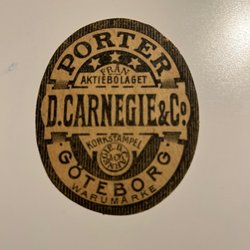 PORTER
FRÅN
AKTIEBOLAGET
D. CARNEGIE & Co.
KORKSTÄMPEL
GÖTEBORG
WARUMÄRKE